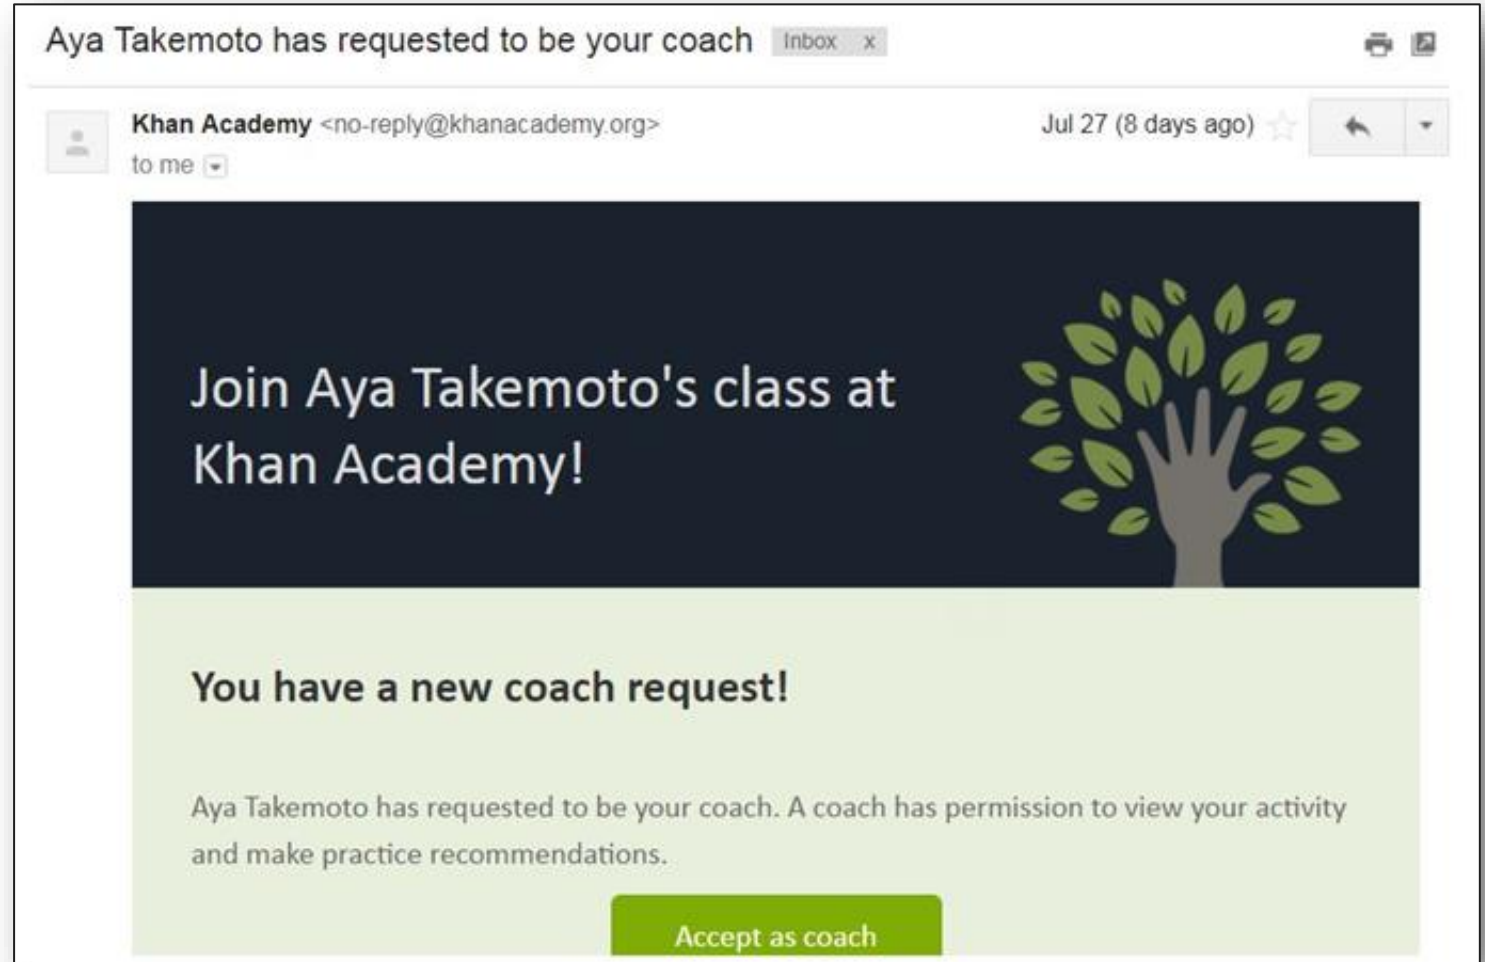 Aya Takemoto has requested to be your coach Inbox x
Khan Academy <no-reply@khanacademy.org> Jul 27 (8 days ago)
to me
Join Aya Takemoto's class at
Khan Academy!
You have a new coach request!
Aya Takemoto has requested to be your coach. A coach has permission to view your activity
and make practice recommendations.
Accept as coach